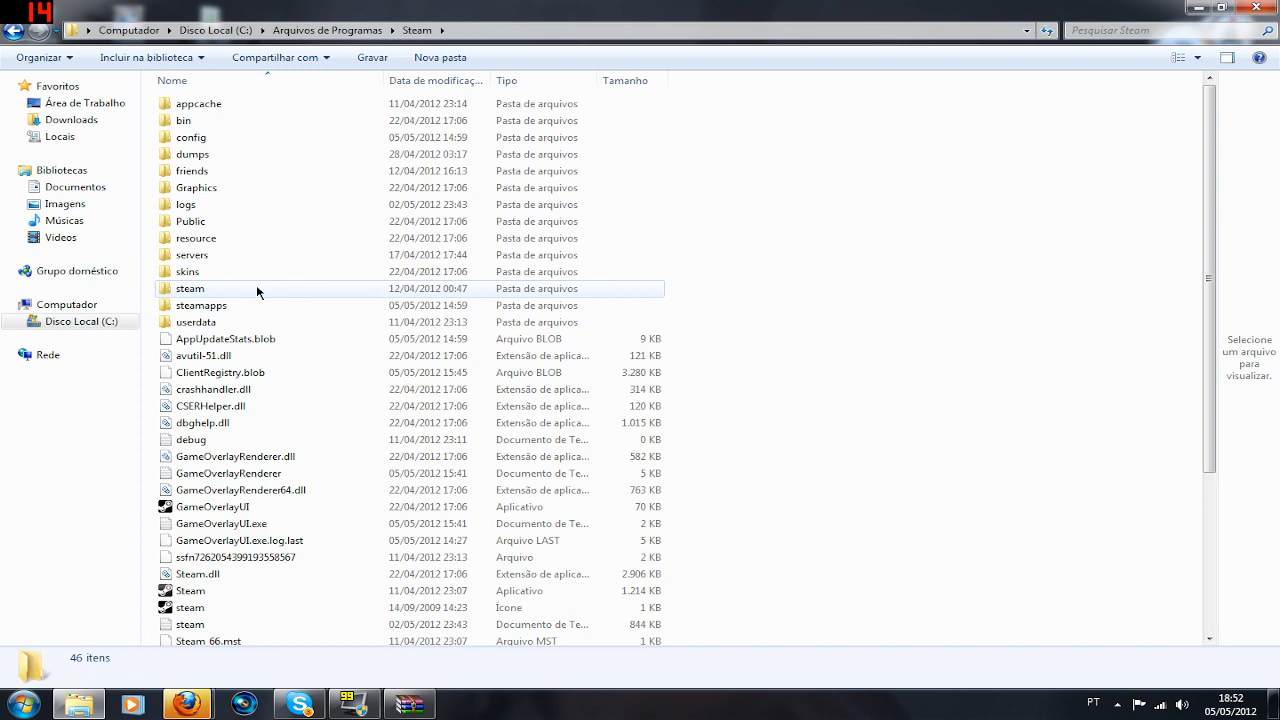 14
Computador Disco Local (C:) Arquivos de Programas Steam Pesquisar Steam
Organizar Incluir na biblioteca Compartilhar com Gravar Nova pasta
Nome Data de modificaç... Tipo Tamanho
Favoritos
Área de Trabalho
Downloads
Locais
Bibliotecas
Documentos
Imagens
Músicas
Vídeos
Grupo doméstico
Computador
Disco Local (C:)
Rede
appcache 11/04/2012 23:14 Pasta de arquivos
bin 22/04/2012 17:06 Pasta de arquivos
config 05/05/2012 14:59 Pasta de arquivos
dumps 28/04/2012 03:17 Pasta de arquivos
friends 12/04/2012 16:13 Pasta de arquivos
Graphics 22/04/2012 17:06 Pasta de arquivos
logs 02/05/2012 23:43 Pasta de arquivos
Public 22/04/2012 17:06 Pasta de arquivos
resource 22/04/2012 17:06 Pasta de arquivos
servers 17/04/2012 17:44 Pasta de arquivos
skins 22/04/2012 17:06 Pasta de arquivos
steam 12/04/2012 00:47 Pasta de arquivos
steamapps 05/05/2012 14:59 Pasta de arquivos
userdata 11/04/2012 23:13 Pasta de arquivos
AppUpdateStats.blob 05/05/2012 14:59 Arquivo BLOB 9 KB
avutil-51.dll 22/04/2012 17:06 Extensão de aplica... 121 KB
ClientRegistry.blob 05/05/2012 15:45 Arquivo BLOB 3.280 KB
crashhandler.dll 22/04/2012 17:06 Extensão de aplica... 314 KB
CSERHelper.dll 22/04/2012 17:06 Extensão de aplica... 120 KB
dbghelp.dll 22/04/2012 17:06 Extensão de aplica... 1.015 KB
debug 11/04/2012 23:11 Documento de Te... 0 KB
GameOverlayRenderer.dll 22/04/2012 17:06 Extensão de aplica... 582 KB
GameOverlayRenderer 05/05/2012 15:41 Documento de Te... 5 KB
GameOverlayRenderer64.dll 22/04/2012 17:06 Extensão de aplica... 763 KB
GameOverlayUI 22/04/2012 17:06 Aplicativo 70 KB
GameOverlayUI.exe 05/05/2012 15:41 Documento de Te... 2 KB
GameOverlayUI.exe.log.last 05/05/2012 14:27 Arquivo LAST 5 KB
ssfn7262054399193558567 11/04/2012 23:13 Arquivo 2 KB
Steam.dll 22/04/2012 17:06 Extensão de aplica... 2.906 KB
Steam 11/04/2012 23:07 Aplicativo 1.214 KB
steam 14/09/2009 14:23 Ícone 1 KB
steam 02/05/2012 23:43 Documento de Te... 844 KB
Steam_66.mst 11/04/2012 23:07 Arquivo MST 1 KB
Selecione
um arquivo
para
visualizar.
46 itens
99
PT
18:52
05/05/2012